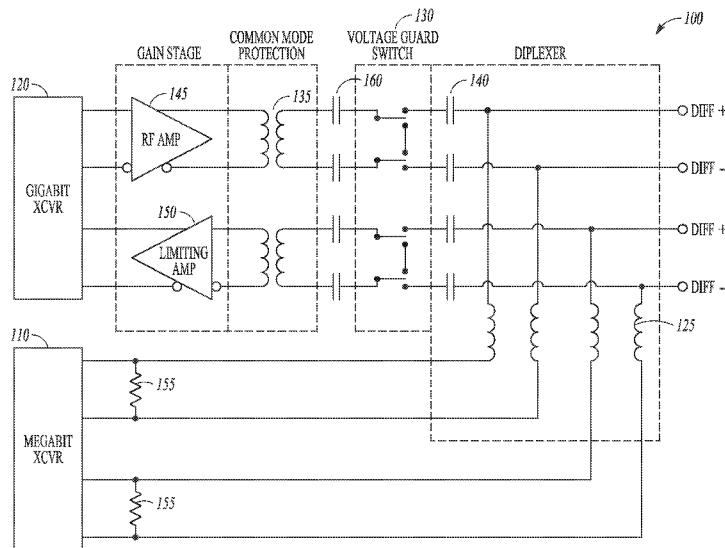 130
100
COMMON MODE
PROTECTION
VOLTAGE GUARD
SWITCH
GAIN STAGE
DIPLEXER
120
145
135
160
140
RF AMP
DIFF +
DIFF -
GIGABIT
XCVR
150
LIMITING
AMP
DIFF +
DIFF -
110
125
155
MEGABIT
XCVR
155